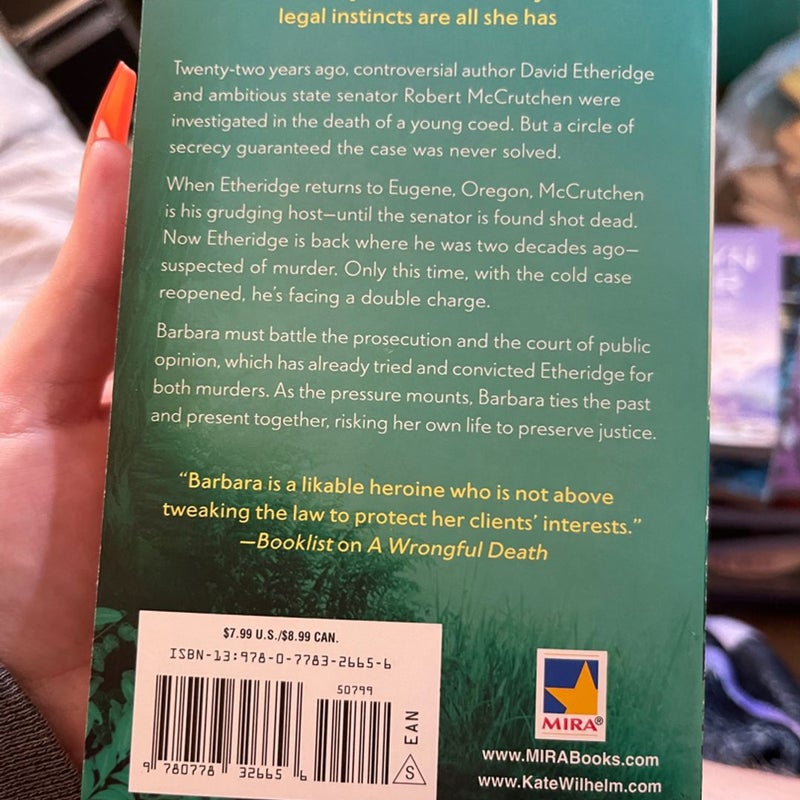 legal instincts are all she has
Twenty-two years ago, controversial author David Etheridge
and ambitious state senator Robert McCrutchen were
investigated in the death of a young coed. But a circle of
secrecy guaranteed the case was never solved.
When Etheridge returns to Eugene, Oregon, McCrutchen
is his grudging host—until the senator is found shot dead.
Now Etheridge is back where he was two decades ago—
suspected of murder. Only this time, with the cold case
reopened, he's facing a double charge.
Barbara must battle the prosecution and the court of public
opinion, which has already tried and convicted Etheridge for
both murders. As the pressure mounts, Barbara ties the past
and present together, risking her own life to preserve justice.
“Barbara is a likable heroine who is not above
tweaking the law to protect her clients' interests.”
—Booklist on A Wrongful Death
$7.99 U.S./$8.99 CAN.
ISBN-13:978-0-7783-2665-6
50799
9 780778 32665 6
EAN
S
MIRA®
www.MIRABooks.com
www.KateWilhelm.com